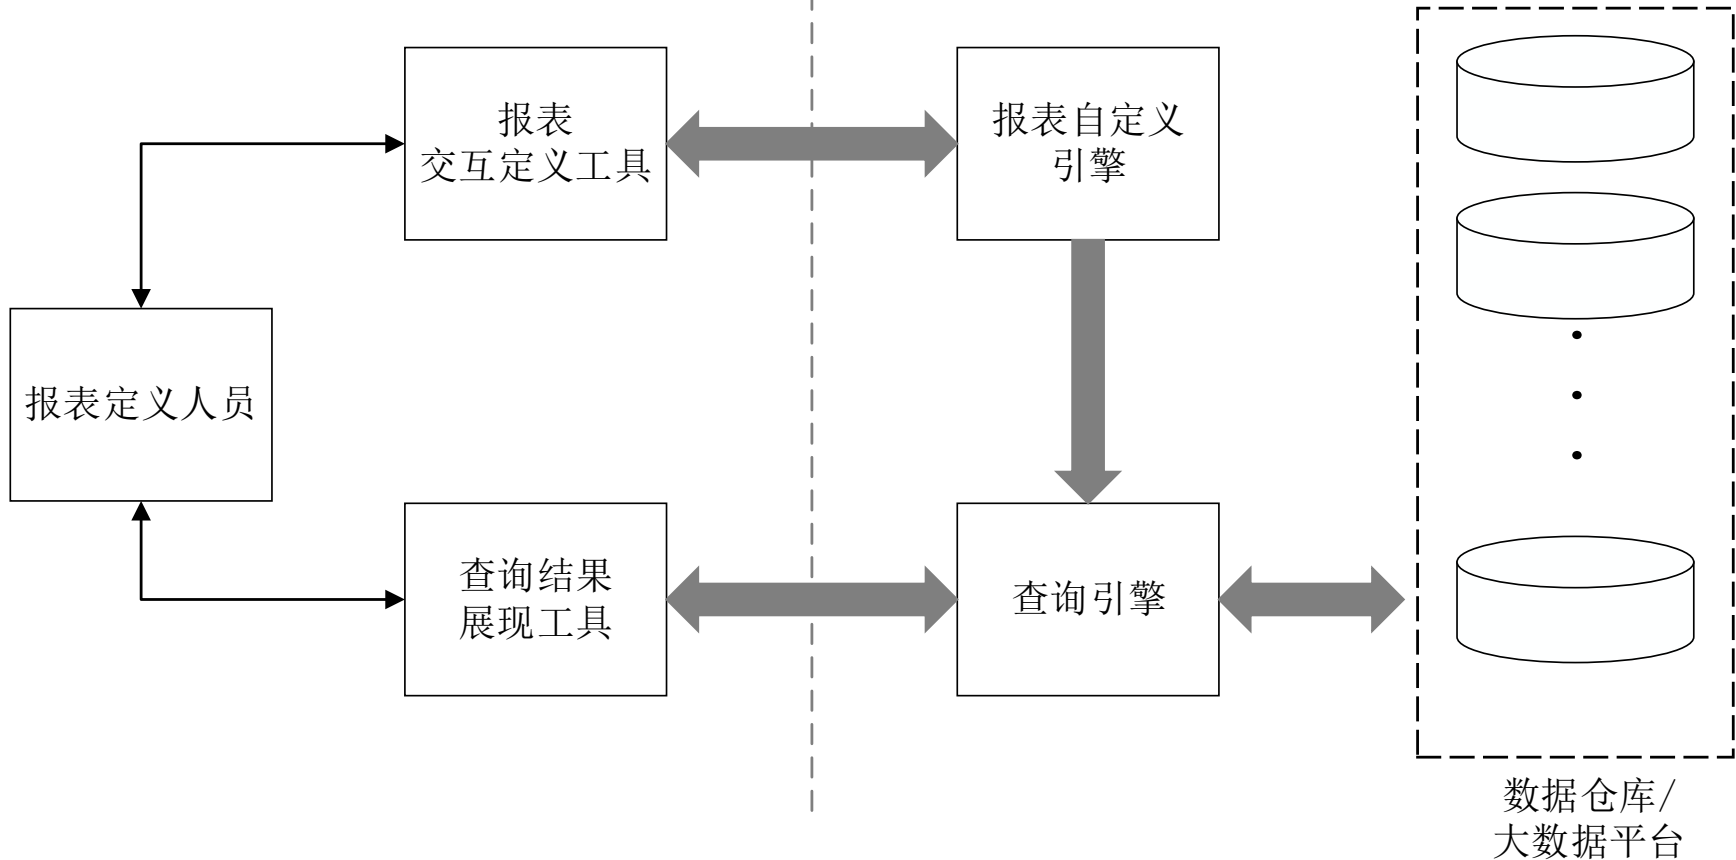 报表
交互定义工具
报表自定义
引擎
报表定义人员
查询结果
展现工具
查询引擎
数据仓库/
大数据平台